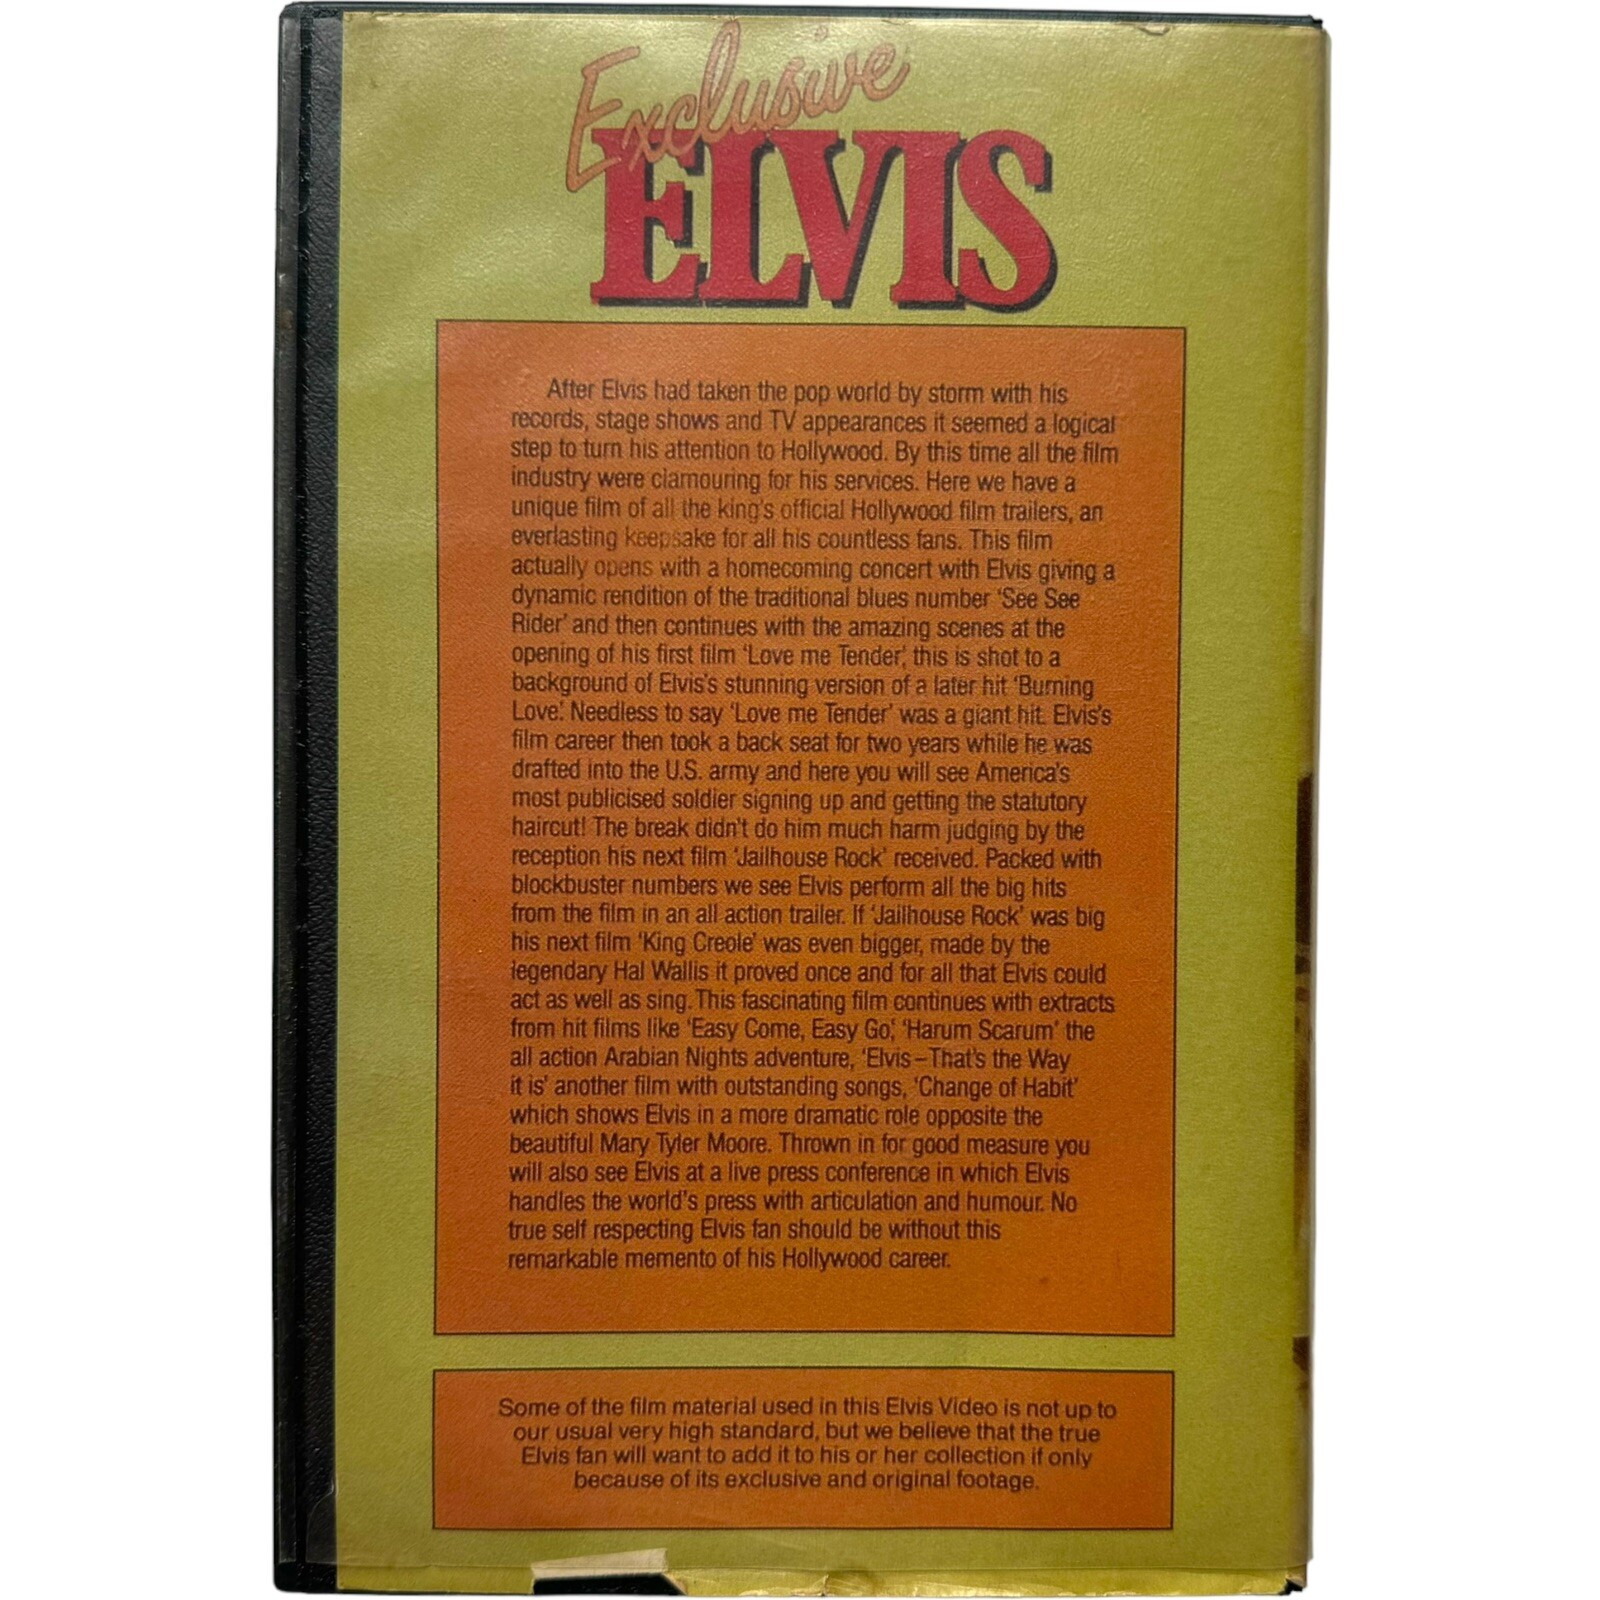 Exclusive
ELVIS
After Elvis had taken the pop world by storm with his
records, stage shows and TV appearances it seemed a logical
step to turn his attention to Hollywood. By this time all the film
industry were clamouring for his services. Here we have a
unique film of all the king's official Hollywood film trailers, an
everlasting keepsake for all his countless fans. This film
actually opens with a homecoming concert with Elvis giving a
dynamic rendition of the traditional blues number 'See See
Rider' and then continues with the amazing scenes at the
opening of his first film 'Love me Tender', this is shot to a
background of Elvis's stunning version of a later hit 'Burning
Love'. Needless to say 'Love me Tender' was a giant hit. Elvis's
film career then took a back seat for two years while he was
drafted into the U.S. army and here you will see America's
most publicised soldier signing up and getting the statutory
haircut! The break didn't do him much harm judging by the
reception his next film 'Jailhouse Rock' received. Packed with
blockbuster numbers we see Elvis perform all the big hits
from the film in an all action trailer. If 'Jailhouse Rock' was big
his next film 'King Creole' was even bigger, made by the
legendary Hal Wallis it proved once and for all that Elvis could
act as well as sing. This fascinating film continues with extracts
from hit films like 'Easy Come, Easy Go', 'Harum Scarum' the
all action Arabian Nights adventure, 'Elvis – That's the Way
it is' another film with outstanding songs, 'Change of Habit'
which shows Elvis in a more dramatic role opposite the
beautiful Mary Tyler Moore. Thrown in for good measure you
will also see Elvis at a live press conference in which Elvis
handles the world's press with articulation and humour. No
true self respecting Elvis fan should be without this
remarkable memento of his Hollywood career.
Some of the film material used in this Elvis Video is not up to
our usual very high standard, but we believe that the true
Elvis fan will want to add it to his or her collection if only
because of its exclusive and original footage.